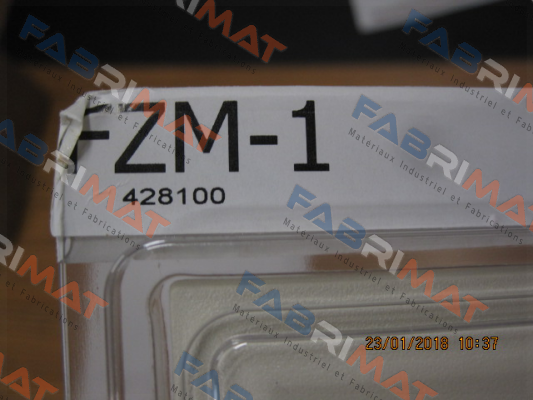 FZM-1
428100
FABRIMAT
Materiaux Industriel et Fabrications
23/01/2018 10:37